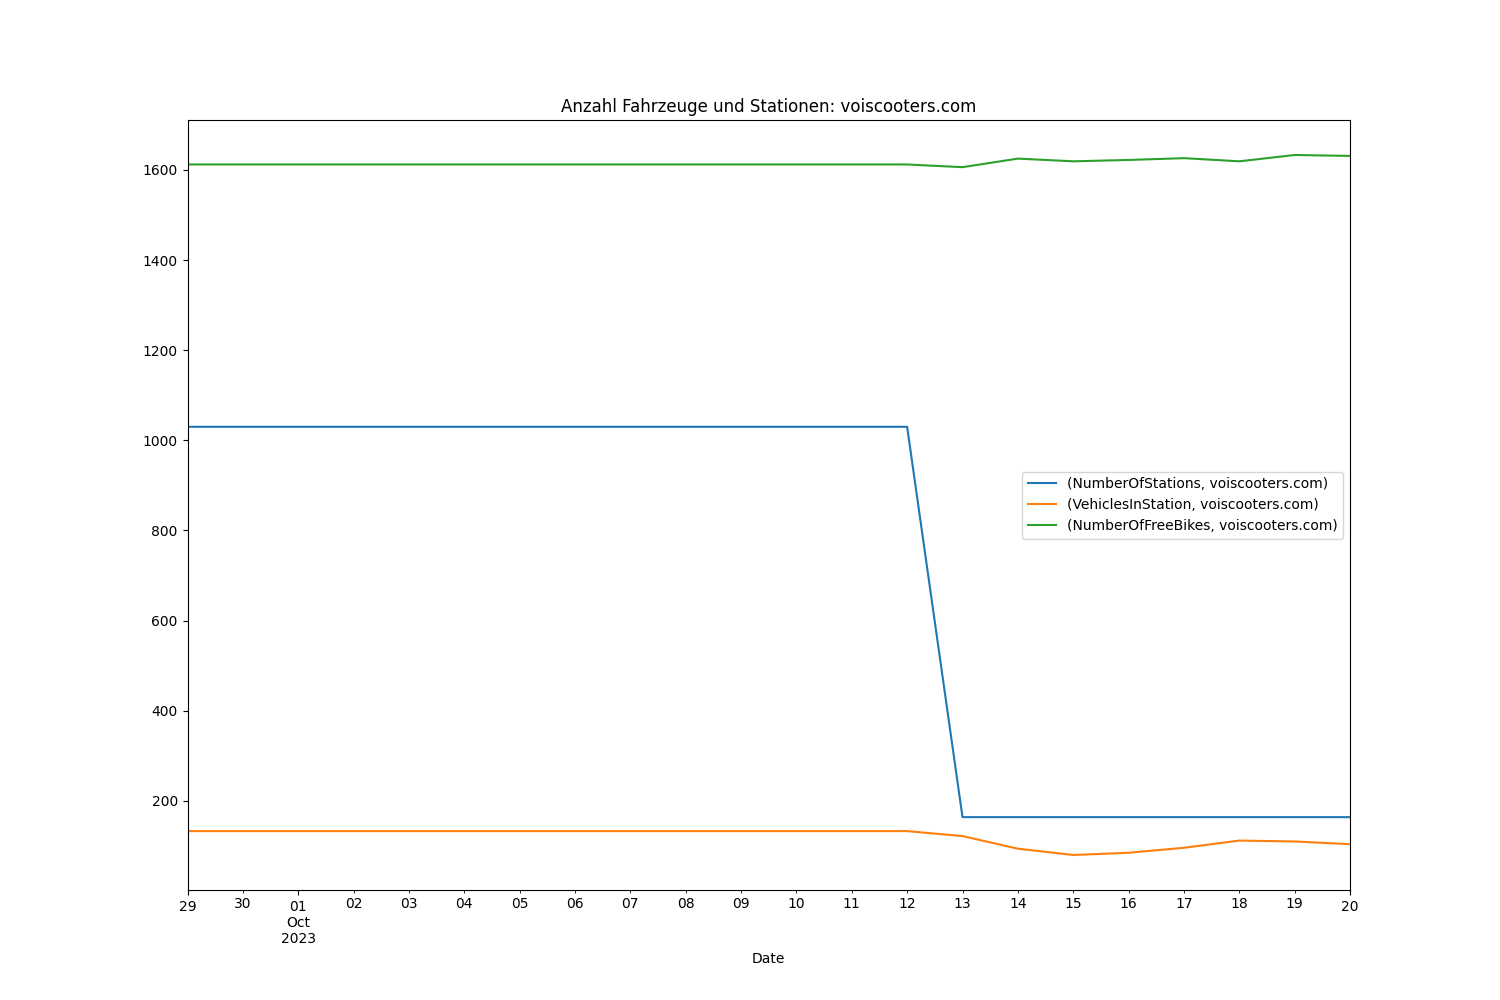 Anzahl Fahrzeuge und Stationen: voiscooters.com
1600
1400
1200
1000
800
600
400
200
(NumberOfStations, voiscooters.com)
(VehiclesInStation, voiscooters.com)
(NumberOfFreeBikes, voiscooters.com)
29 30 01 02 03 04 05 06 07 08 09 10 11 12 13 14 15 16 17 18 19 20
Oct
2023
Date